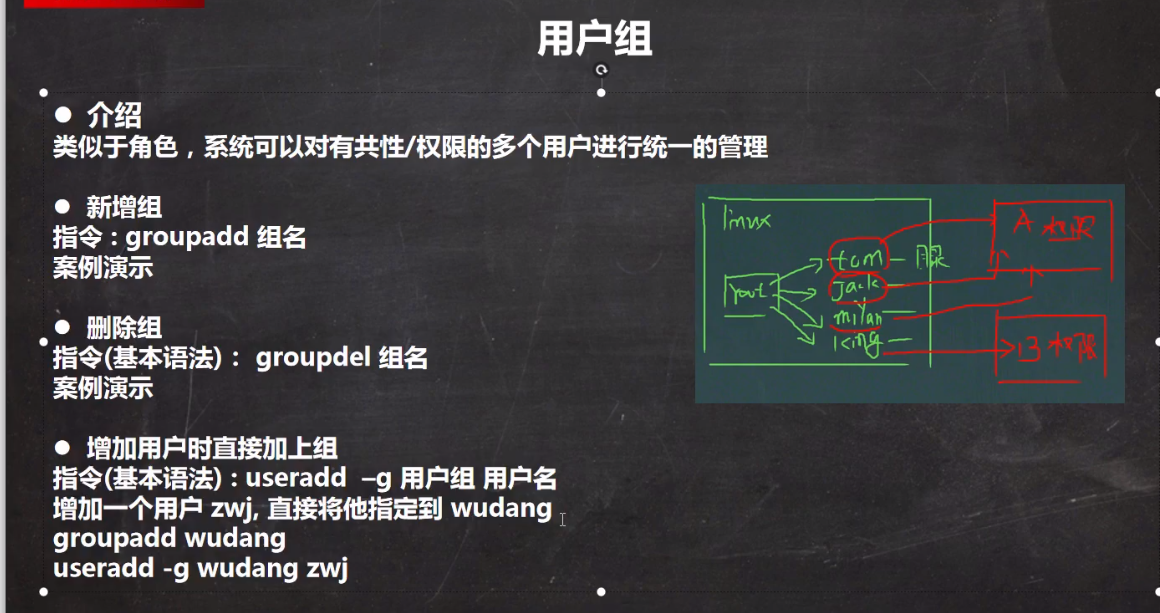 用户组
● 介绍
类似于角色，系统可以对有共性/权限的多个用户进行统一的管理
● 新增组
指令 : groupadd 组名
案例演示
● 删除组
指令(基本语法)： groupdel 组名
案例演示
● 增加用户时直接加上组
指令(基本语法) : useradd –g 用户组 用户名
增加一个用户 zwj, 直接将他指定到 wudang
groupadd wudang
useradd -g wudang zwj
linux
tom
Jack
milan
king
A 权限
B 权限